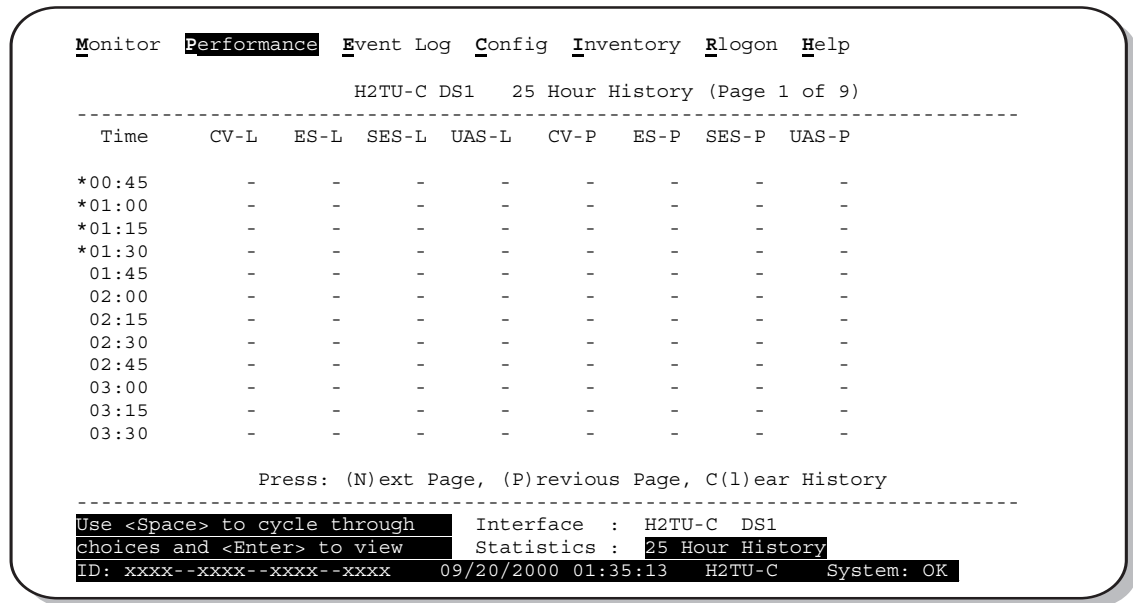 Monitor Performance Event Log Config Inventory Rlogon Help
H2TU-C DS1 25 Hour History (Page 1 of 9)
--------------------------------------------------------------------------------
Time CV-L ES-L SES-L UAS-L CV-P ES-P SES-P UAS-P
*00:45 - - - - - - - -
*01:00 - - - - - - - -
*01:15 - - - - - - - -
*01:30 - - - - - - - -
01:45 - - - - - - - -
02:00 - - - - - - - -
02:15 - - - - - - - -
02:30 - - - - - - - -
02:45 - - - - - - - -
03:00 - - - - - - - -
03:15 - - - - - - - -
03:30 - - - - - - - -
Press: (N)ext Page, (P)revious Page, C(l)ear History
--------------------------------------------------------------------------------
Use <Space> to cycle through Interface : H2TU-C DS1
choices and <Enter> to view Statistics : 25 Hour History
ID: xxxx--xxxx--xxxx--xxxx 09/20/2000 01:35:13 H2TU-C System: OK